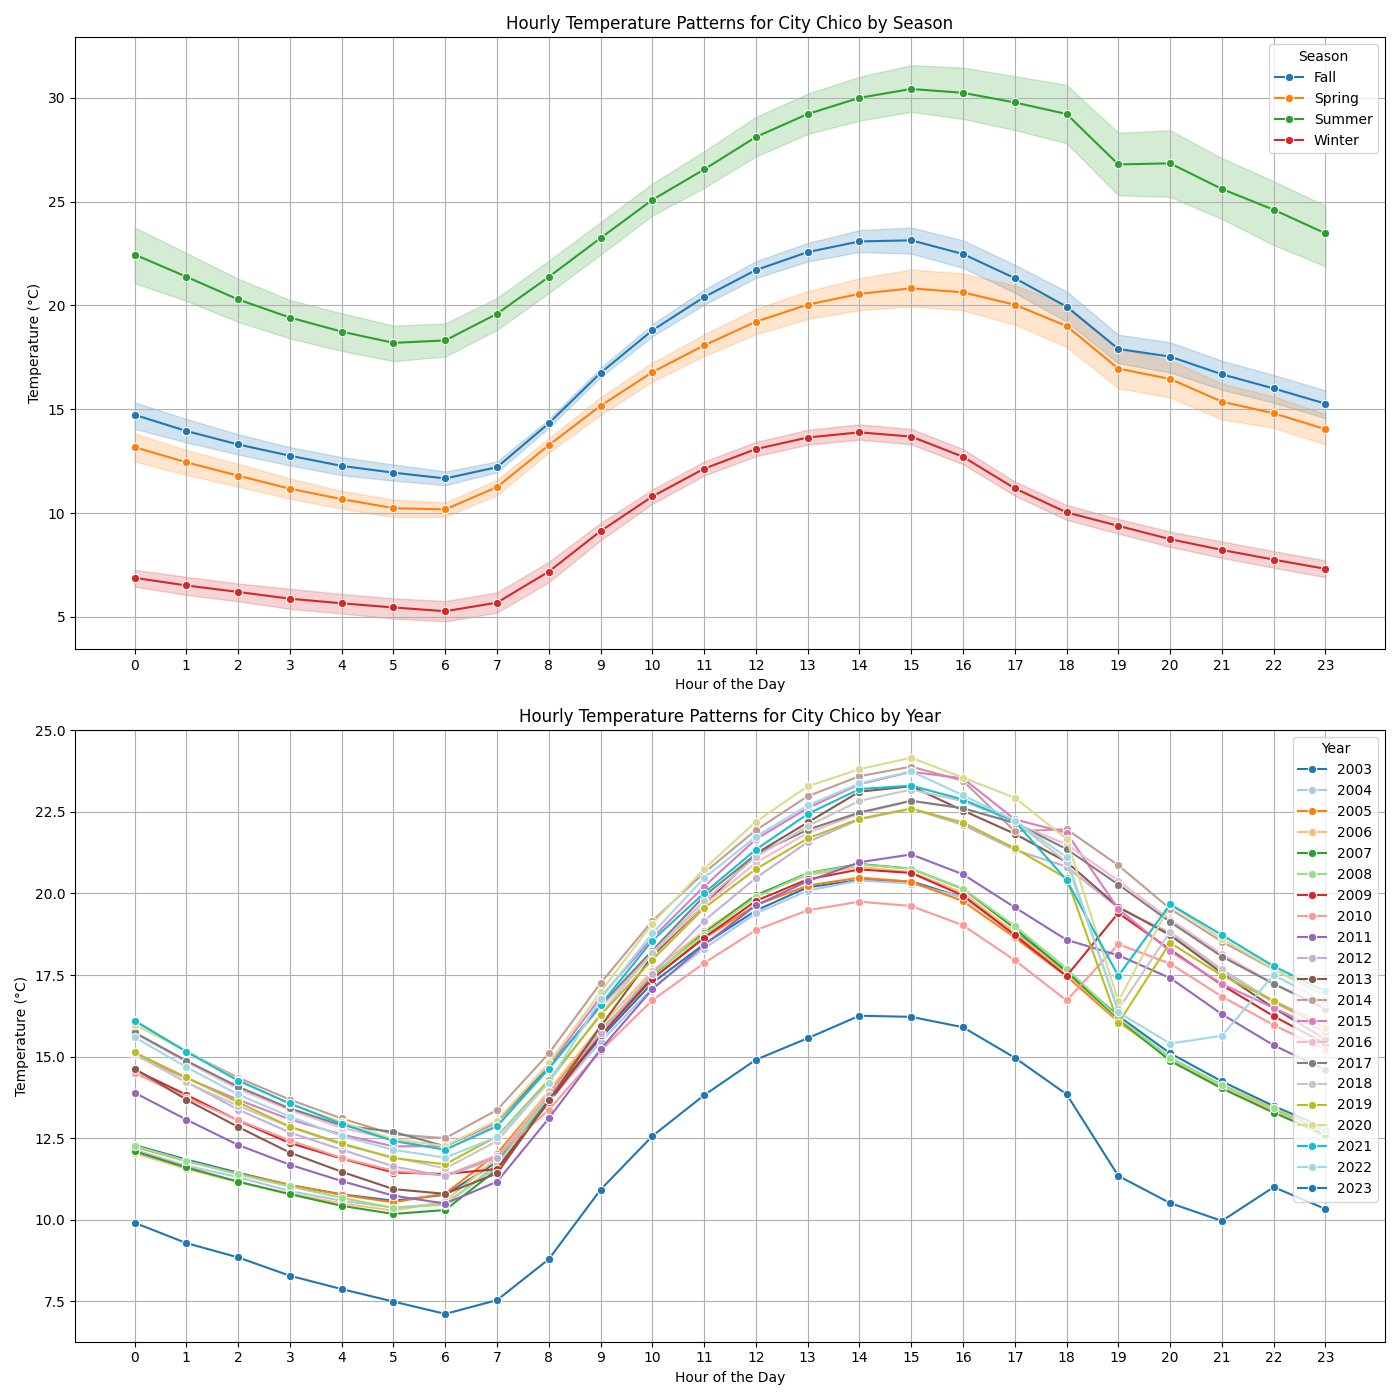 Hourly Temperature Patterns for City Chico by Season
Temperature (°C)
30
25
20
15
10
5
Season
Fall
Spring
Summer
Winter
0 1 2 3 4 5 6 7 8 9 10 11 12 13 14 15 16 17 18 19 20 21 22 23
Hour of the Day
Hourly Temperature Patterns for City Chico by Year
Temperature (°C)
25.0
22.5
20.0
17.5
15.0
12.5
10.0
7.5
Year
2003
2004
2005
2006
2007
2008
2009
2010
2011
2012
2013
2014
2015
2016
2017
2018
2019
2020
2021
2022
2023
0 1 2 3 4 5 6 7 8 9 10 11 12 13 14 15 16 17 18 19 20 21 22 23
Hour of the Day